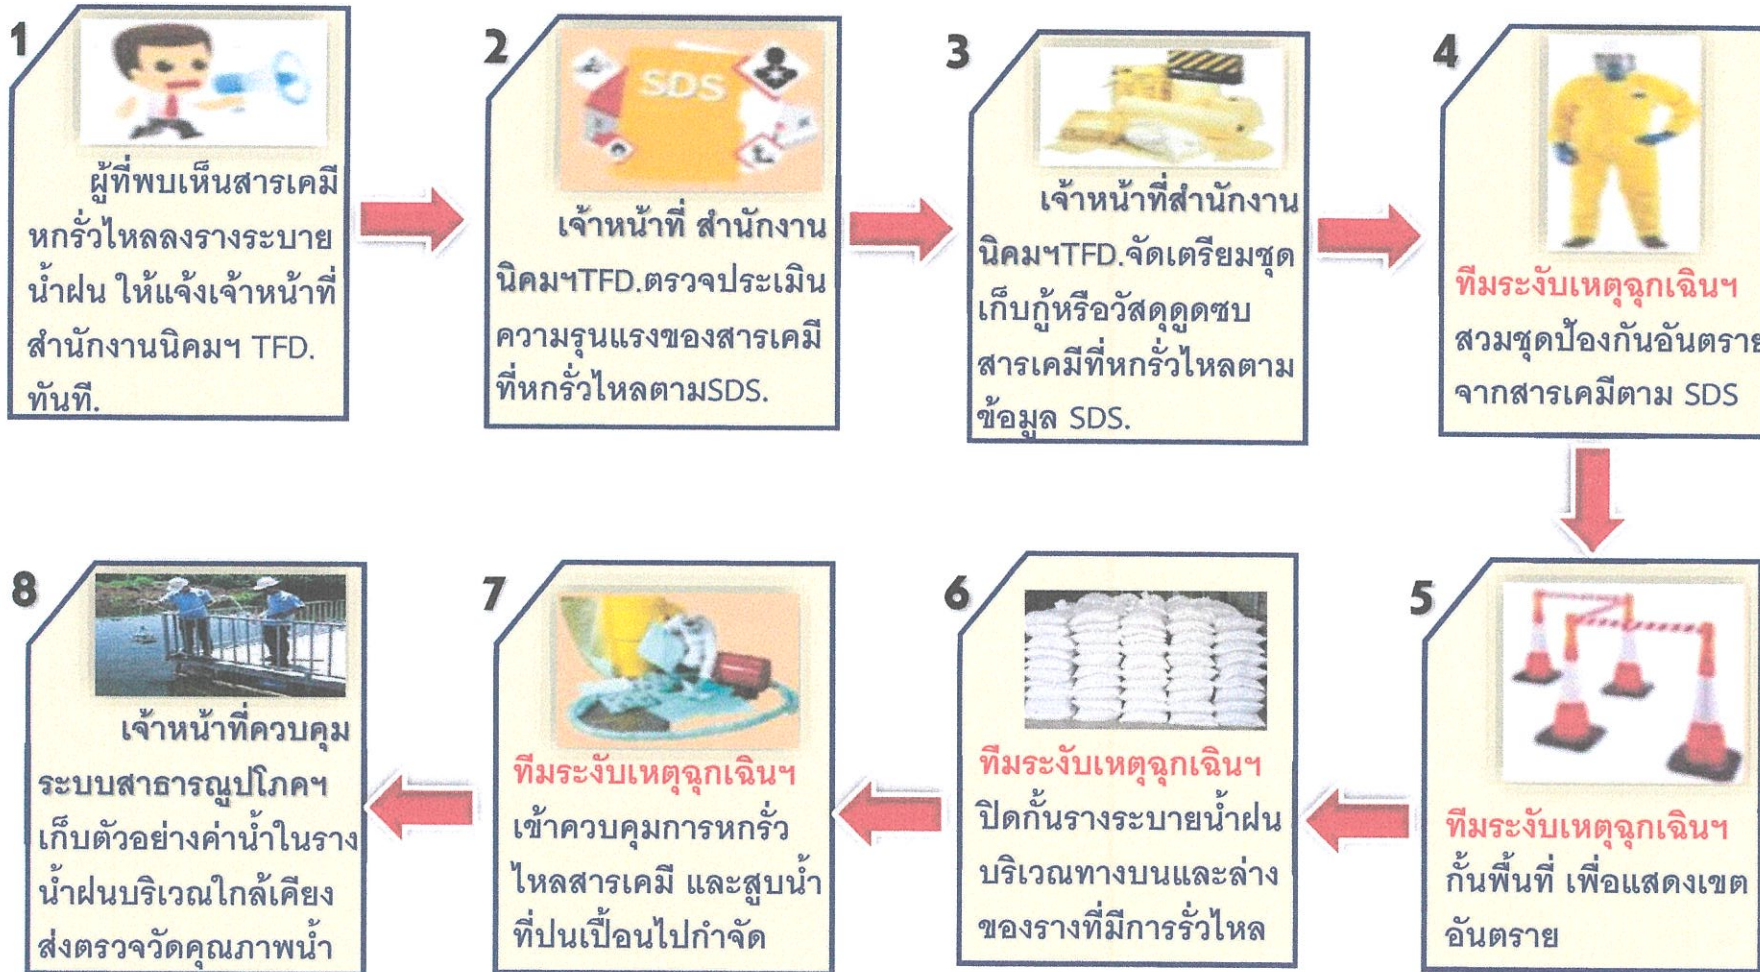 1
ผู้ที่พบเห็นสารเคมี
หกรั่วไหลลงรางระบาย
น้ำฝน ให้แจ้งเจ้าหน้าที่
สำนักงานนิคมฯ TFD.
ทันที.
2
SDS
เจ้าหน้าที่ สำนักงาน
นิคมฯTFD.ตรวจประเมิน
ความรุนแรงของสารเคมี
ที่หกรั่วไหลตามSDS.
3
เจ้าหน้าที่สำนักงาน
นิคมฯTFD.จัดเตรียมชุด
เก็บกู้หรือวัสดุดูดซบ
สารเคมีที่หกรั่วไหลตาม
ข้อมูล SDS.
4
ทีมระงับเหตุฉุกเฉินฯ
สวมชุดป้องกันอันตราย
จากสารเคมีตาม SDS
5
ทีมระงับเหตุฉุกเฉินฯ
กั้นพื้นที่ เพื่อแสดงเขต
อันตราย
6
ทีมระงับเหตุฉุกเฉินฯ
ปิดกั้นรางระบายน้ำฝน
บริเวณทางบนและล่าง
ของรางที่มีการรั่วไหล
7
ทีมระงับเหตุฉุกเฉินฯ
เข้าควบคุมการหกรั่ว
ไหลสารเคมี และสูบน้ำ
ที่ปนเปื้อนไปกำจัด
8
เจ้าหน้าที่ควบคุม
ระบบสาธารณูปโภคฯ
เก็บตัวอย่างค่าน้ำในราง
น้ำฝนบริเวณใกล้เคียง
ส่งตรวจวัดคุณภาพน้ำ